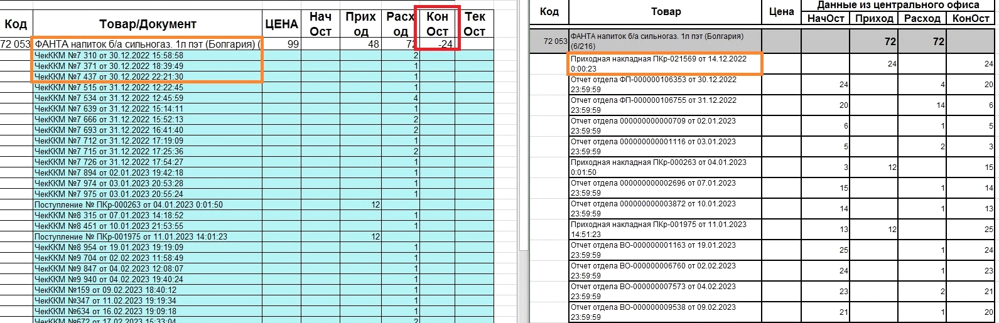 Код Товар/Документ ЦЕНА Нач Ост Прих од Расх од Кон Ост Тек Ост
72 053 ФАНТА напиток б/а сильногаз. 1л пэт (Болгария) ( 99 48 72 -24
ЧекККМ №7 310 от 30.12.2022 15:58:58 2
ЧекККМ №7 371 от 30.12.2022 18:39:49 1
ЧекККМ №7 437 от 30.12.2022 22:21:30 1
ЧекККМ №7 515 от 31.12.2022 12:22:45 1
ЧекККМ №7 534 от 31.12.2022 12:45:59 4
ЧекККМ №7 639 от 31.12.2022 15:14:11 1
ЧекККМ №7 666 от 31.12.2022 15:52:13 2
ЧекККМ №7 693 от 31.12.2022 16:41:40 2
ЧекККМ №7 712 от 31.12.2022 17:19:09 1
ЧекККМ №7 715 от 31.12.2022 17:25:36 2
ЧекККМ №7 726 от 31.12.2022 17:54:27 1
ЧекККМ №7 894 от 02.01.2023 19:42:18 1
ЧекККМ №7 974 от 03.01.2023 20:53:28 1
ЧекККМ №7 975 от 03.01.2023 20:55:24 1
Поступление № ПКр-000263 от 04.01.2023 0:01:50 12
ЧекККМ №8 315 от 07.01.2023 14:18:52 1
ЧекККМ №8 451 от 10.01.2023 21:53:55 1
Поступление № ПКр-001975 от 11.01.2023 14:01:23 12
ЧекККМ №8 954 от 19.01.2023 19:19:09 1
ЧекККМ №9 704 от 02.02.2023 11:58:49 1
ЧекККМ №9 847 от 04.02.2023 12:08:07 1
ЧекККМ №9 940 от 04.02.2023 19:40:24 1
ЧекККМ №159 от 09.02.2023 18:40:12 1
ЧекККМ №347 от 11.02.2023 19:19:34 1
ЧекККМ №634 от 16.02.2023 19:09:18 1
ЧекККМ №672 от 17.02.2023 15:33:04 2
Код Товар Цена Данные из центрального офиса
НачОст Приход Расход КонОст
72 053 ФАНТА напиток б/а сильногаз. 1л пэт (Болгария)
(6/216) 72 72
Приходная накладная ПКр-021569 от 14.12.2022
0:00:23 24 24
Отчет отдела ФП-000000106353 от 30.12.2022
23:59:59 24 4 20
Отчет отдела ФП-000000106755 от 31.12.2022
23:59:59 20 14 6
Отчет отдела 000000000000709 от 02.01.2023
23:59:59 6 1 5
Отчет отдела 000000000001116 от 03.01.2023
23:59:59 5 2 3
Приходная накладная ПКр-000263 от 04.01.2023
0:01:50 3 12 15
Отчет отдела 000000000002696 от 07.01.2023
23:59:59 15 1 14
Отчет отдела 000000000003872 от 10.01.2023
23:59:59 14 1 13
Приходная накладная ПКр-001975 от 11.01.2023
14:51:23 13 12 25
Отчет отдела ВО-000000001163 от 19.01.2023
23:59:59 25 1 24
Отчет отдела ВО-000000006760 от 02.02.2023
23:59:59 24 1 23
Отчет отдела ВО-000000007573 от 04.02.2023
23:59:59 23 2 21
Отчет отдела ВО-000000009538 от 09.02.2023
23:59:59 21 1 20